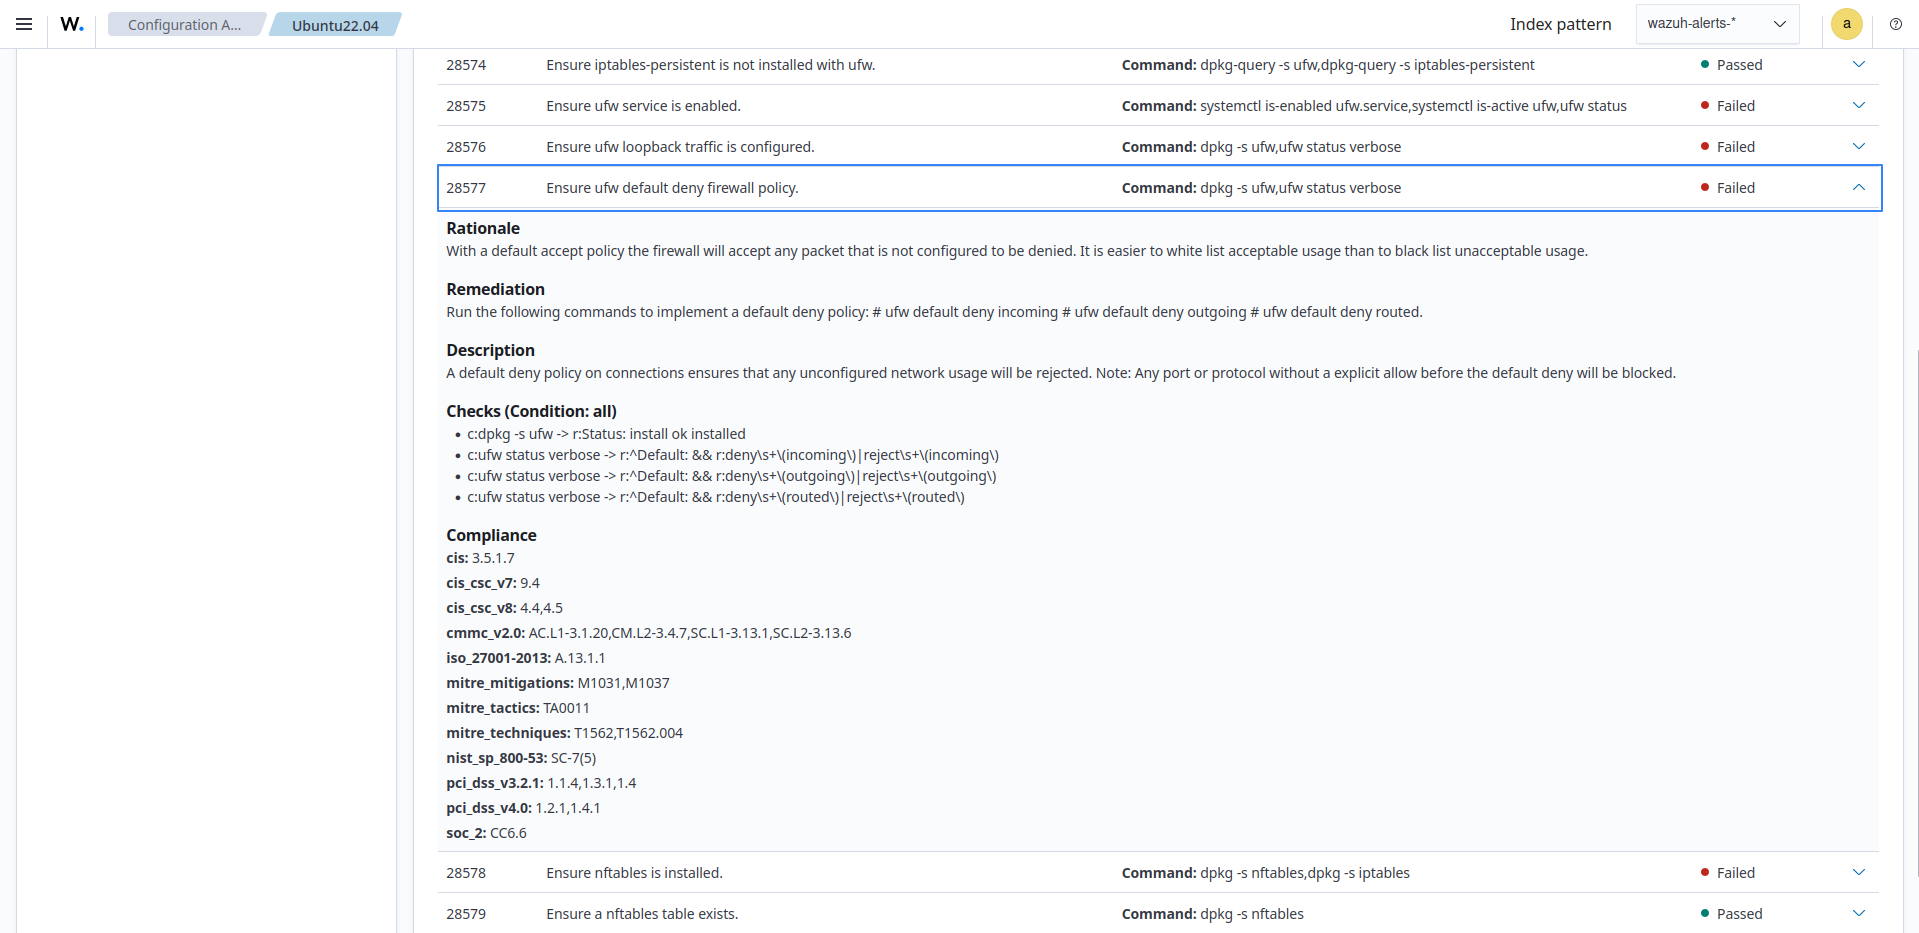 W. Configuration A... Ubuntu22.04 Index pattern wazuh-alerts-* a
28574 Ensure iptables-persistent is not installed with ufw. Command: dpkg-query -s ufw,dpkg-query -s iptables-persistent Passed
28575 Ensure ufw service is enabled. Command: systemctl is-enabled ufw.service,systemctl is-active ufw,ufw status Failed
28576 Ensure ufw loopback traffic is configured. Command: dpkg -s ufw,ufw status verbose Failed
28577 Ensure ufw default deny firewall policy. Command: dpkg -s ufw,ufw status verbose Failed
Rationale
With a default accept policy the firewall will accept any packet that is not configured to be denied. It is easier to white list acceptable usage than to black list unacceptable usage.
Remediation
Run the following commands to implement a default deny policy: # ufw default deny incoming # ufw default deny outgoing # ufw default deny routed.
Description
A default deny policy on connections ensures that any unconfigured network usage will be rejected. Note: Any port or protocol without a explicit allow before the default deny will be blocked.
Checks (Condition: all)
• c:dpkg -s ufw -> r:Status: install ok installed
• c:ufw status verbose -> r:^Default: && r:deny\s+\(incoming\)|reject\s+\(incoming\)
• c:ufw status verbose -> r:^Default: && r:deny\s+\(outgoing\)|reject\s+\(outgoing\)
• c:ufw status verbose -> r:^Default: && r:deny\s+\(routed\)|reject\s+\(routed\)
Compliance
cis: 3.5.1.7
cis_csc_v7: 9.4
cis_csc_v8: 4.4,4.5
cmmc_v2.0: AC.L1-3.1.20,CM.L2-3.4.7,SC.L1-3.13.1,SC.L2-3.13.6
iso_27001-2013: A.13.1.1
mitre_mitigations: M1031,M1037
mitre_tactics: TA0011
mitre_techniques: T1562,T1562.004
nist_sp_800-53: SC-7(5)
pci_dss_v3.2.1: 1.1.4,1.3.1,1.4
pci_dss_v4.0: 1.2.1,1.4.1
soc_2: CC6.6
28578 Ensure nftables is installed. Command: dpkg -s nftables,dpkg -s iptables Failed
28579 Ensure a nftables table exists. Command: dpkg -s nftables Passed